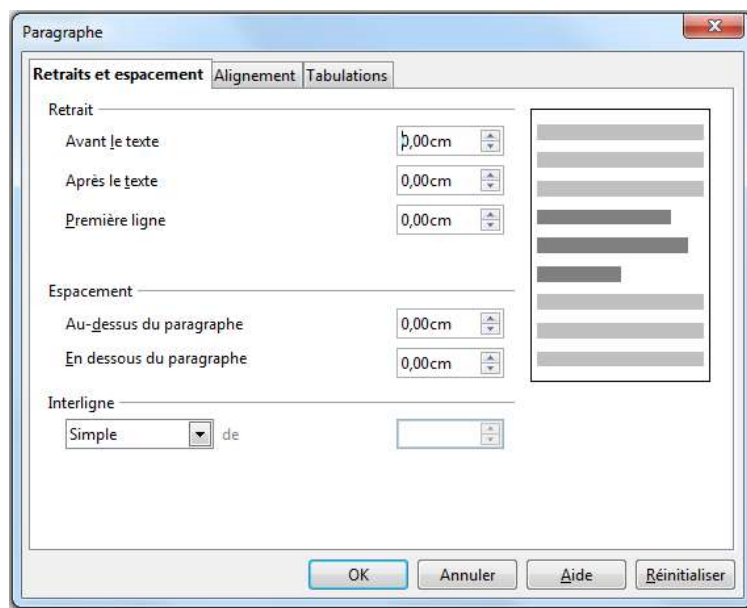 Paragraphe
Retraits et espacement Alignement Tabulations
Retrait
Avant le texte 0,00cm
Après le texte 0,00cm
Première ligne 0,00cm
Espacement
Au-dessus du paragraphe 0,00cm
En dessous du paragraphe 0,00cm
Interligne
Simple de
OK Annuler Aide Réinitialiser